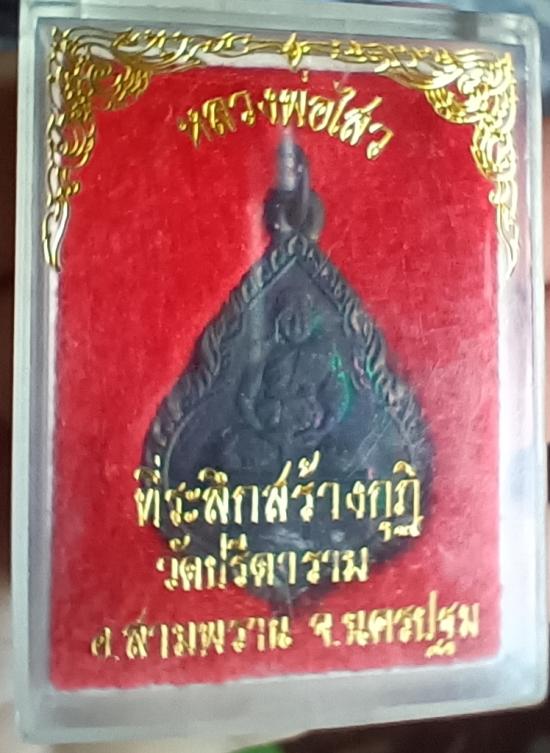 หลวงพ่อไสว
ที่ระลึกสร้างกุฏิ
วัดปรีดาราม
อ.สามพราน จ.นครปฐม